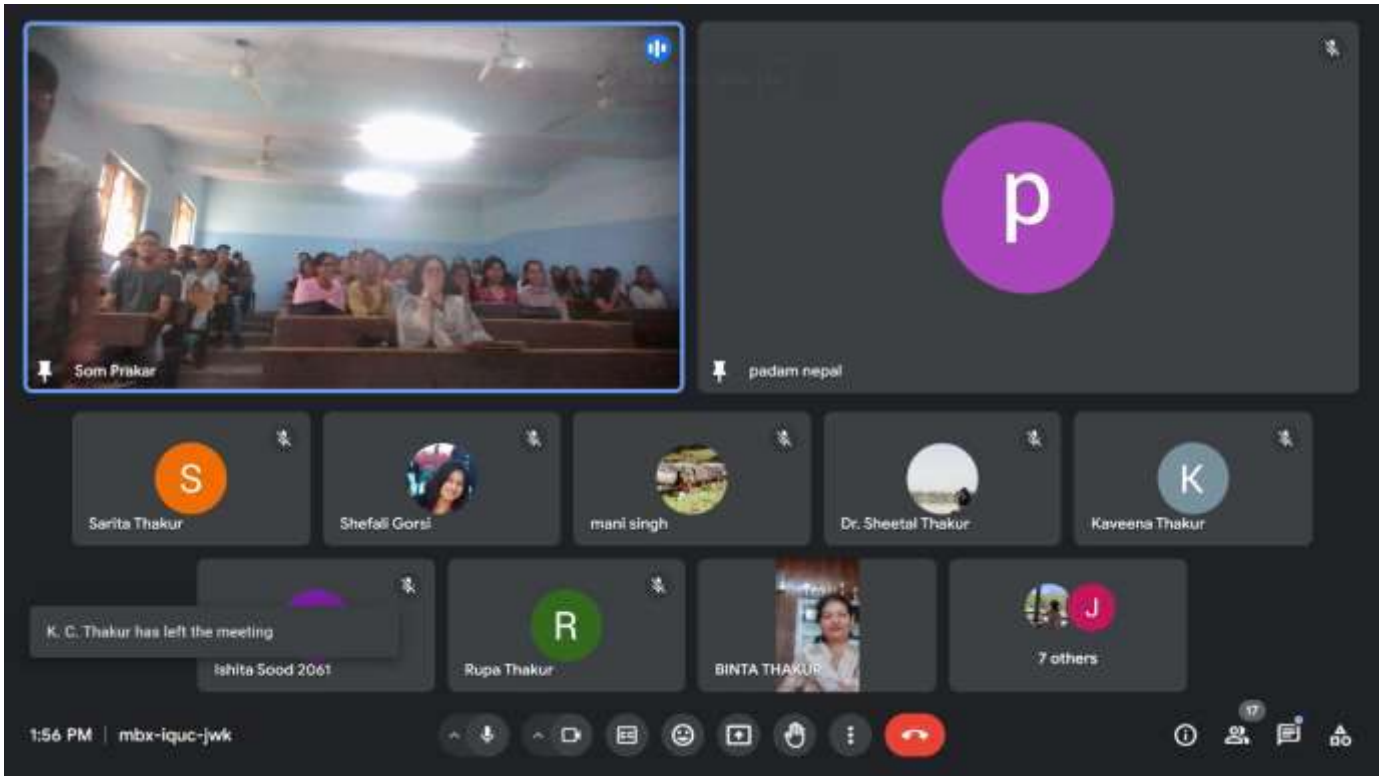 Som Prakar
p
padam nepal
S
Sarita Thakur
Shefali Gorsi
mani singh
Dr. Sheetal Thakur
K
Kaveena Thakur
K. C. Thakur has left the meeting
Ishita Sood 2061
R
Rupa Thakur
BINTA THAKUR
J
7 others
1:56 PM | mbx-iquc-jwk
17